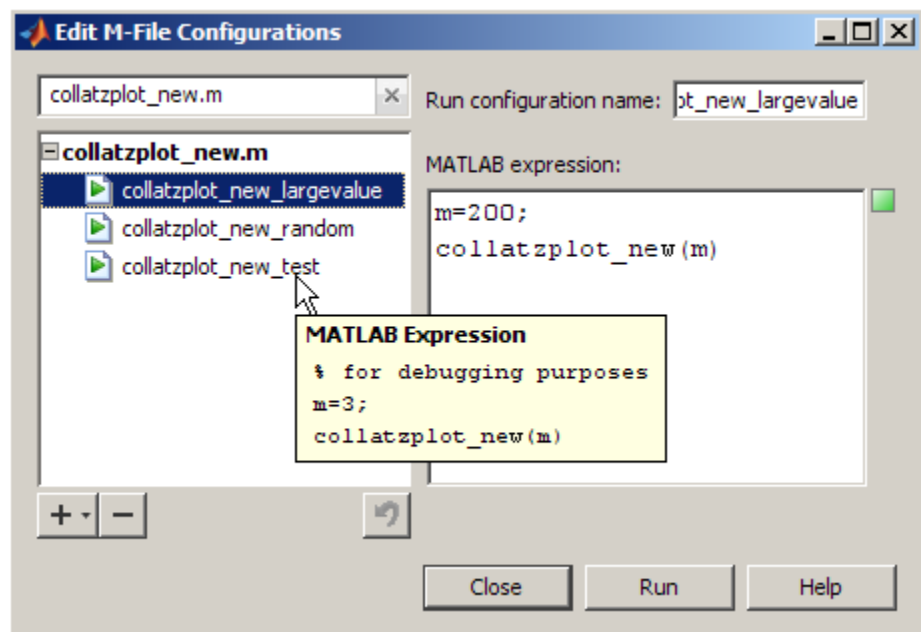 Edit M-File Configurations
collatzplot_new.m
Run configuration name: ot_new_largevalue
collatzplot_new.m
collatzplot_new_largevalue
collatzplot_new_random
collatzplot_new_test
MATLAB expression:
m=200;
collatzplot_new(m)
MATLAB Expression
% for debugging purposes
m=3;
collatzplot_new(m)
Close
Run
Help